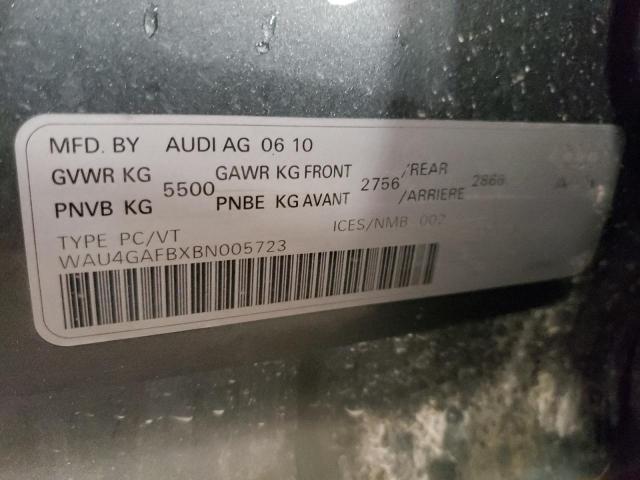 MFD. BY AUDI AG 06 10
GVWR KG 5500 GAWR KG FRONT 2756 /REAR
PNVB KG PNBE KG AVANT /ARRIERE
TYPE PC/VT ICES/NMB 002
WAU4GAFBXBN005723